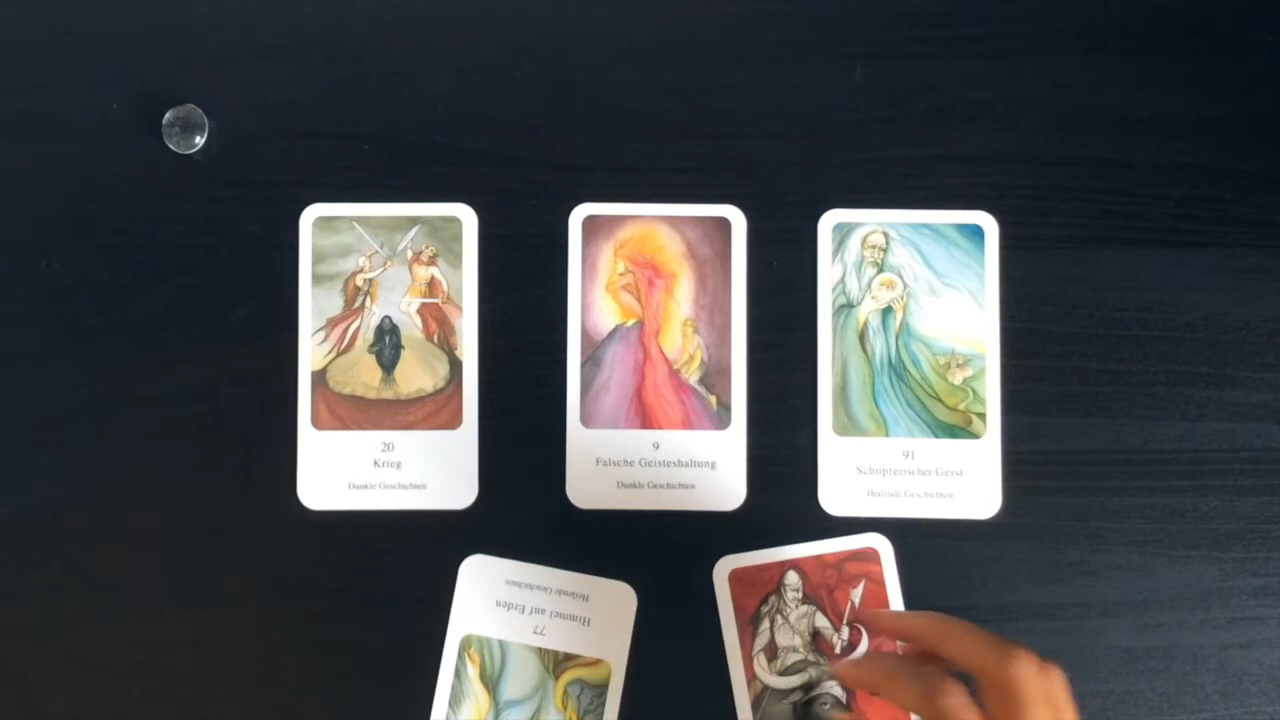 20
Krieg
Dunkle Geschichten
9
Falsche Geisteshaltung
Dunkle Geschichten
91
Schöpferischer Geist
Heilende Geschichten
77
Himmel auf Erden
Heilende Geschichten